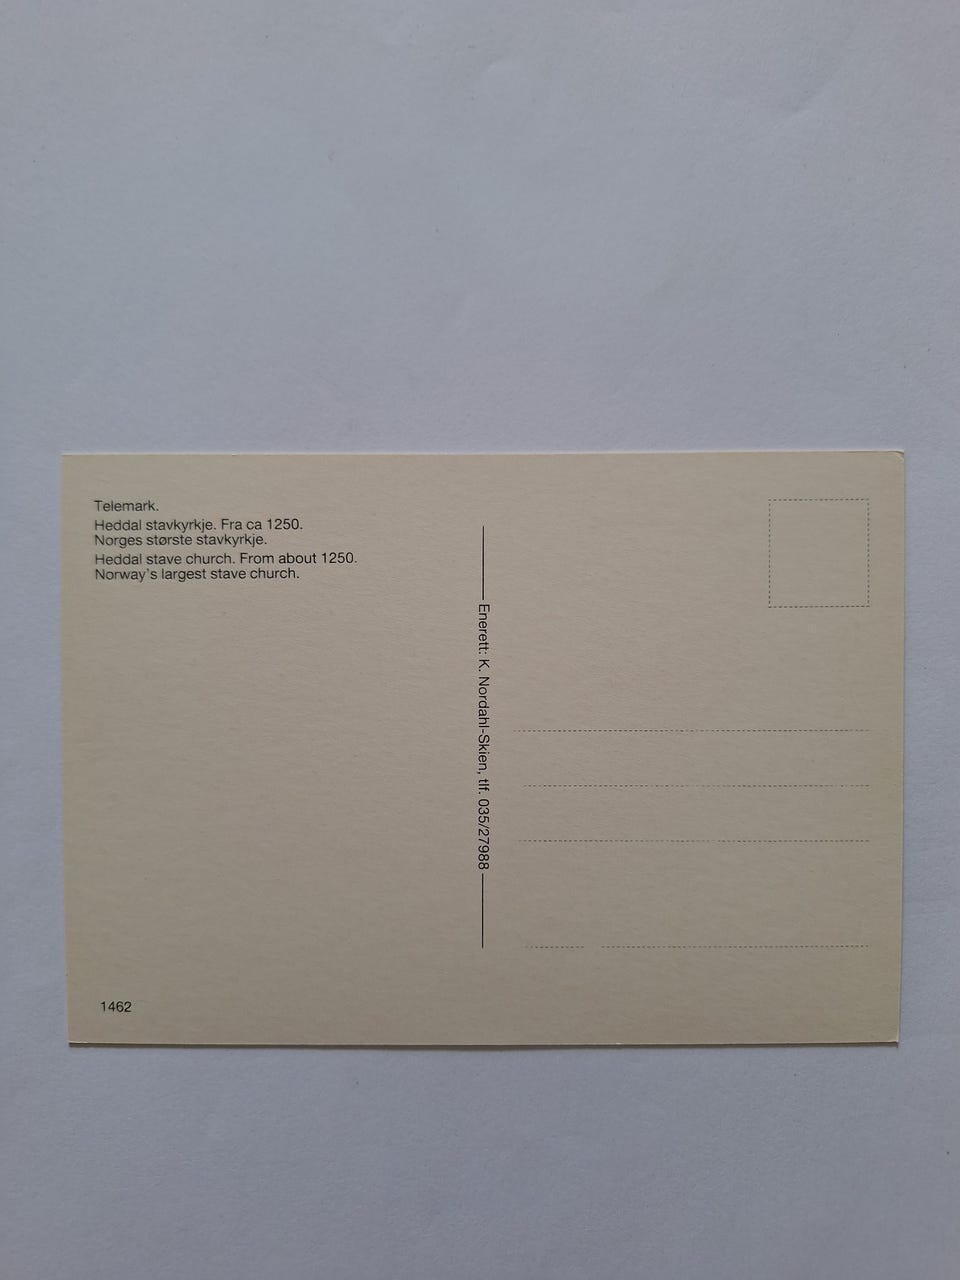 Telemark.
Heddal stavkyrkje. Fra ca 1250.
Norges største stavkyrkje.
Heddal stave church. From about 1250.
Norway's largest stave church.
Enerett: K. Nordahl-Skien, tlf. 035/27988
1462